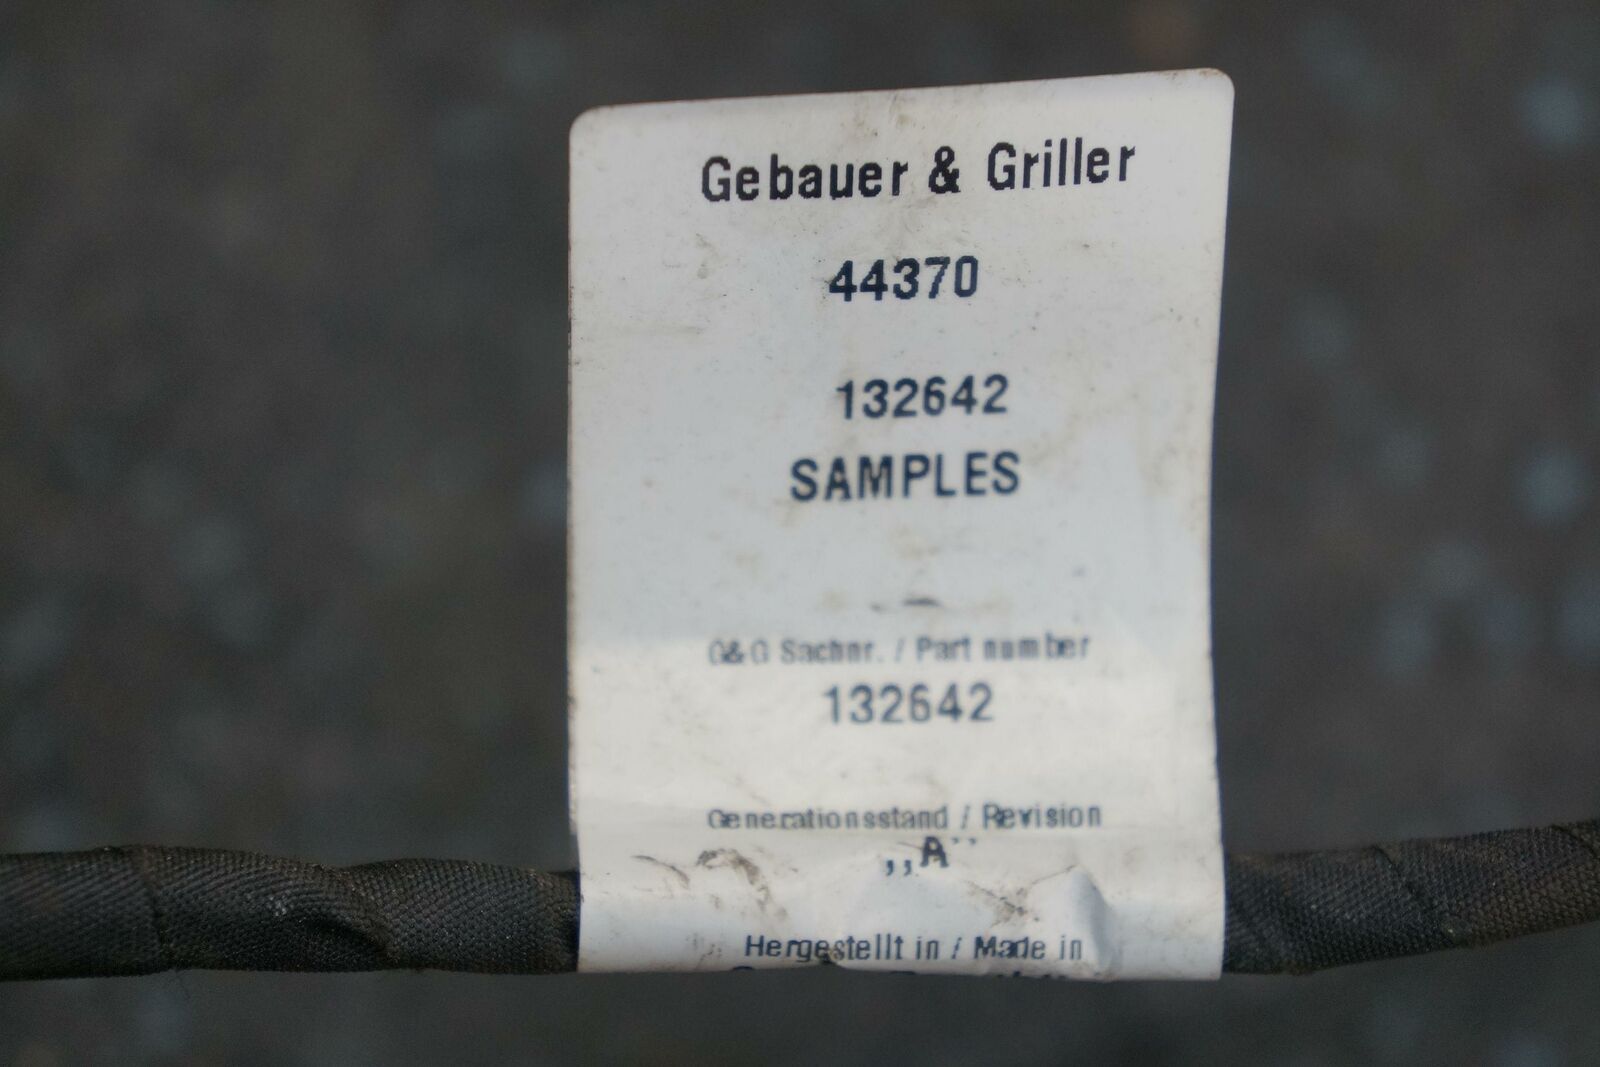 Gebauer & Griller
44370
132642
SAMPLES
G&G Sachnr. / Part number
132642
Generationsstand / Revision
„A"
Hergestellt in / Made in